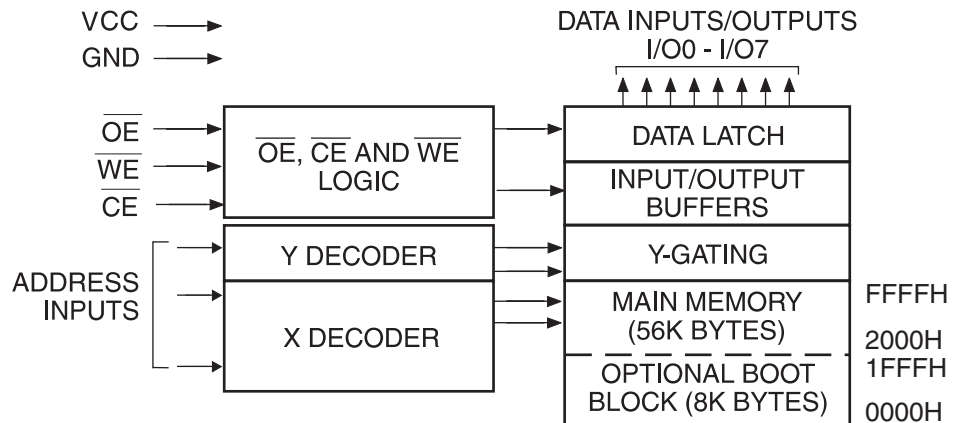 VCC
GND
DATA INPUTS/OUTPUTS
I/O0 - I/O7
OE
WE
CE
OE, CE AND WE
LOGIC
DATA LATCH
INPUT/OUTPUT
BUFFERS
ADDRESS
INPUTS
Y DECODER
Y-GATING
X DECODER
MAIN MEMORY
(56K BYTES)
OPTIONAL BOOT
BLOCK (8K BYTES)
FFFFH
2000H
1FFFH
0000H